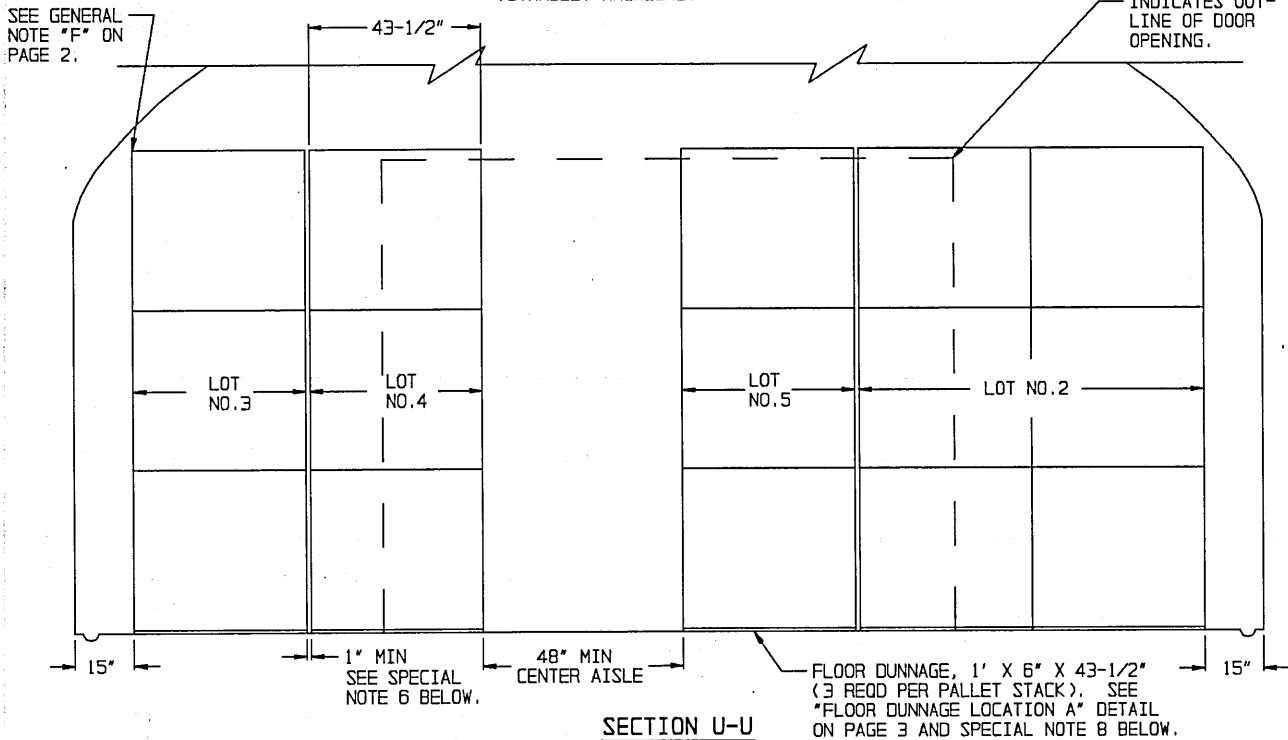 SEE GENERAL
NOTE "F" ON
PAGE 2.
43-1/2"
INDICATES OUT-
LINE OF DOOR
OPENING.
LOT
NO.3
LOT
NO.4
LOT
NO.5
LOT NO.2
15"
1" MIN
SEE SPECIAL
NOTE 6 BELOW.
48" MIN
CENTER AISLE
FLOOR DUNNAGE, 1' X 6" X 43-1/2"
(3 REQD PER PALLET STACK). SEE
"FLOOR DUNNAGE LOCATION A" DETAIL
ON PAGE 3 AND SPECIAL NOTE 8 BELOW.
15"
SECTION U-U